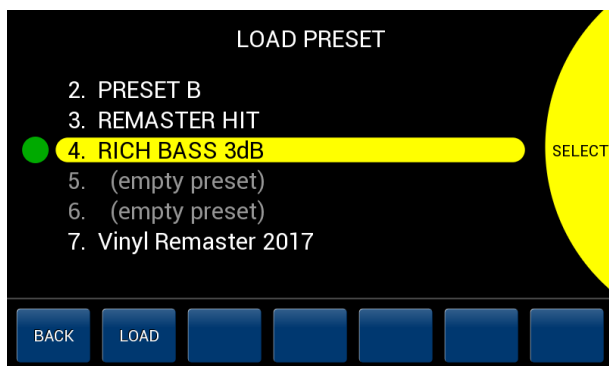 LOAD PRESET
2. PRESET B
3. REMASTER HIT
4. RICH BASS 3dB
5. (empty preset)
6. (empty preset)
7. Vinyl Remaster 2017
SELECT
BACK
LOAD